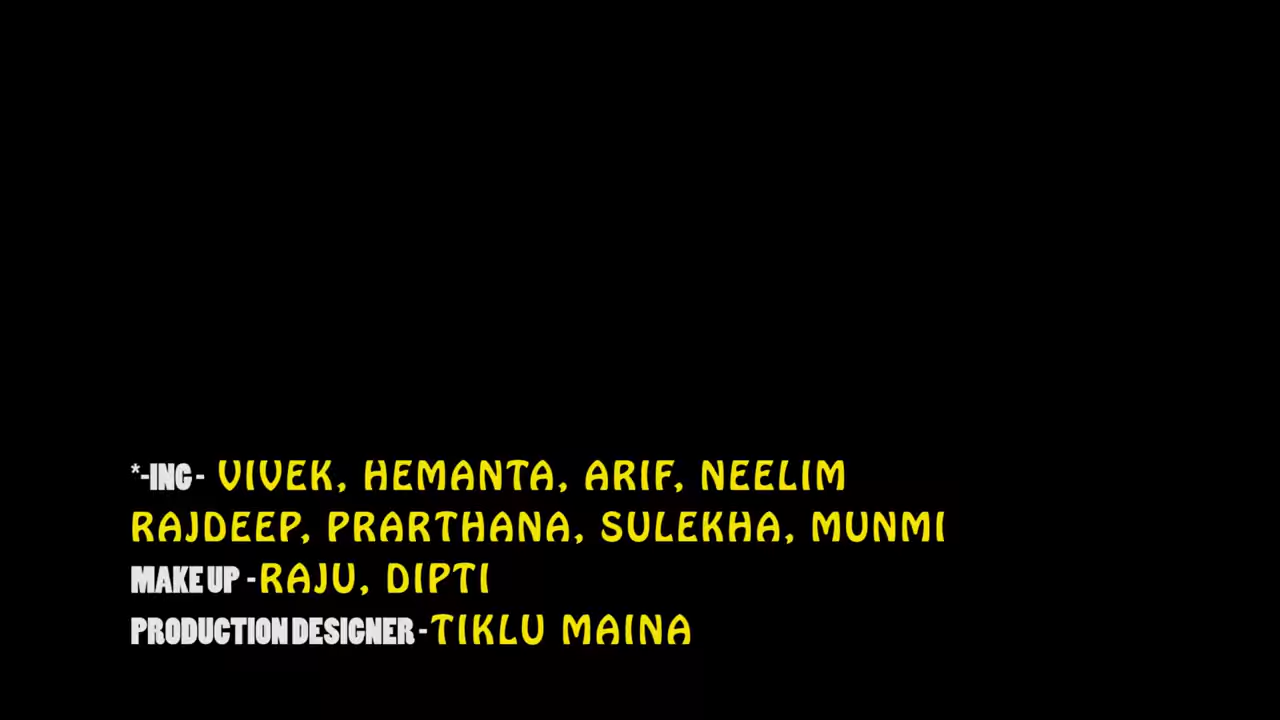 *-ING - VIVEK, HEMANTA, ARIF, NEELIM
RAJDEEP, PRARTHANA, SULEKHA, MUNMI
MAKE UP -RAJU, DIPTI
PRODUCTION DESIGNER -TIKLU MAINA